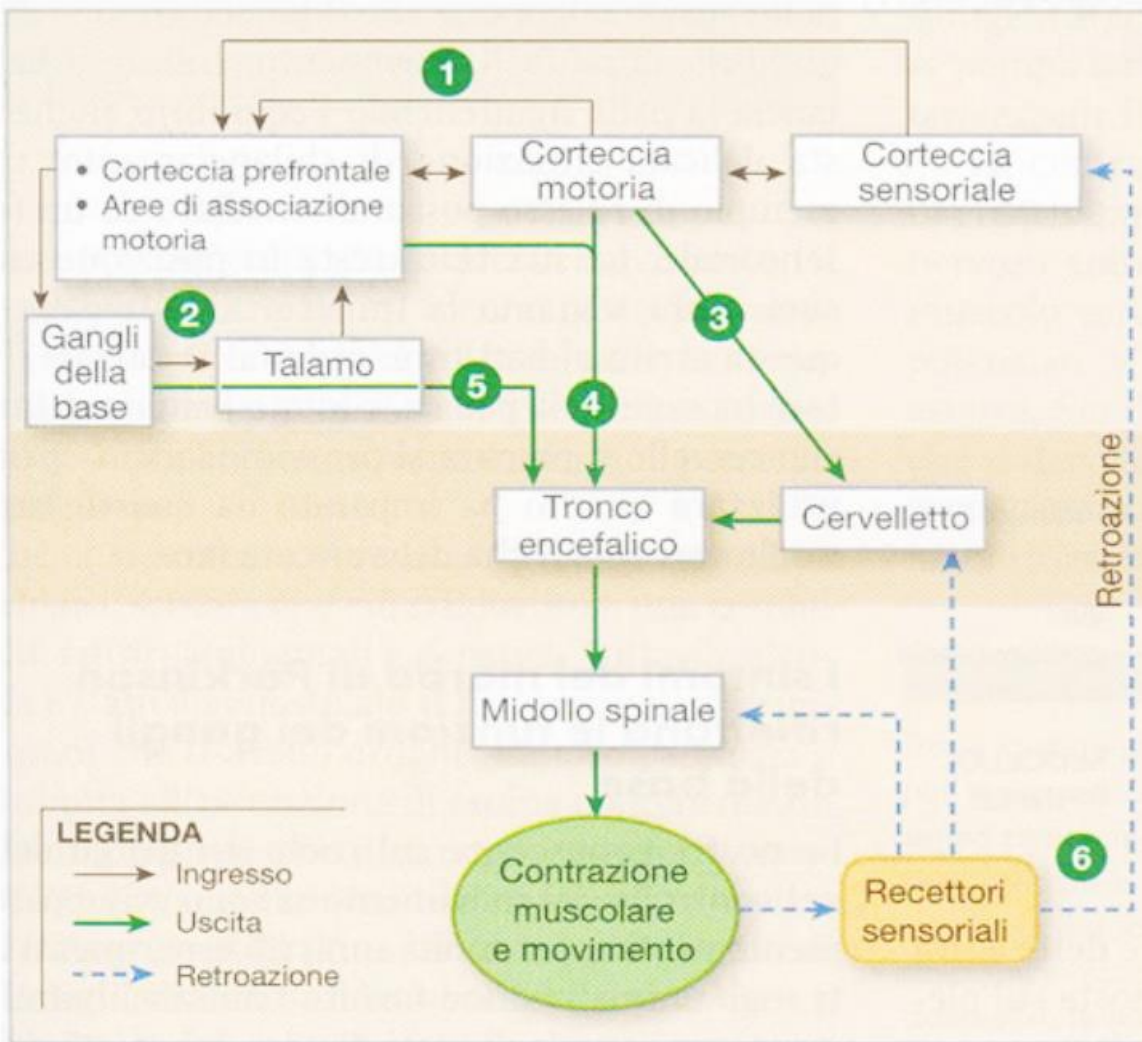 1
Corteccia prefrontale
Aree di associazione
motoria
Corteccia
motoria
Corteccia
sensoriale
2
3
Gangli
della
base
Talamo
5
4
Tronco
encefalico
Cervelletto
Retroazione
Midollo spinale
LEGENDA
Ingresso
Uscita
Retroazione
Contrazione
muscolare
e movimento
Recettori
sensoriali
6